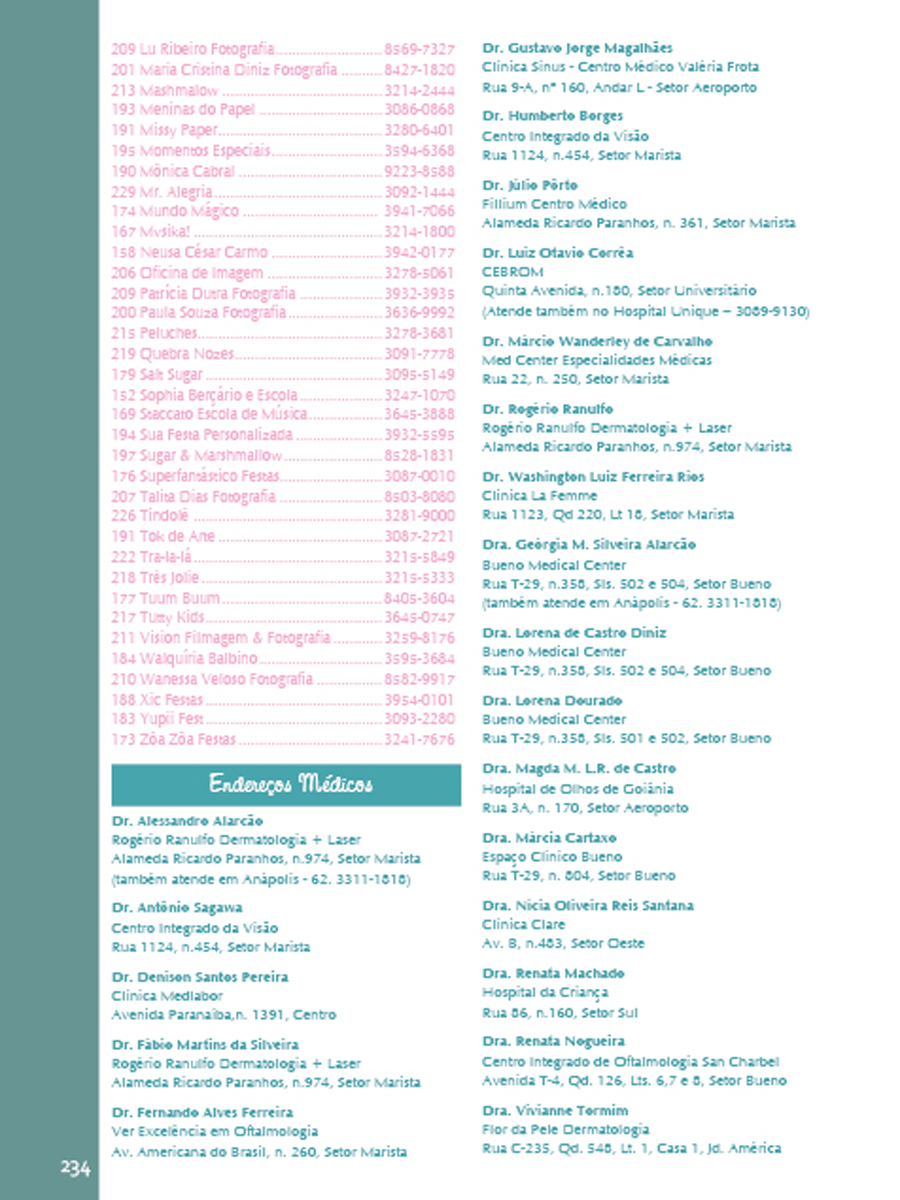 209 Lu Ribeiro Fotografia..............................8569-7327
201 Maria Cristina Diniz Fotografia ...........8427-1820
213 Mashmalow ............................................3214-2444
193 Meninas do Papel ..................................3086-0868
191 Missy Paper.............................................3280-6401
195 Momentos Especiais...............................3594-6368
190 Mônica Cabral ........................................9223-8588
229 Mr. Alegria..............................................3092-1444
174 Mundo Mágico ...................................... 3941-7066
167 Mvsika! ....................................................3214-1800
158 Neusa César Carmo ...............................3942-0177
206 Oficina de Imagem ................................3278-5061
209 Patrícia Dutra Fotografia .......................3932-3935
200 Paula Souza Fotografia..........................3636-9992
215 Peluches...................................................3278-3681
219 Quebra Nozes.........................................3091-7778
179 Salt Sugar .................................................3095-5149
152 Sophia Berçário e Escola .......................3247-1070
169 Staccato Escola de Música.....................3645-3888
194 Sua Festa Personalizada .........................3932-5595
197 Sugar & Marshmallow............................8528-1831
176 Superfantástico Festas.............................3087-0010
207 Talita Dias Fotografia ..............................8503-8080
226 Tindolê ....................................................3281-9000
191 Tok de Arte .............................................3087-2721
222 Tra-la-lá....................................................3215-5849
218 Três Jolie ..................................................3215-5333
177 Tuum Buum.............................................8405-3604
217 Tutty Kids.................................................3645-0747
211 Vision Filmagem & Fotografia ..............3259-8176
184 Walquíria Balbino...................................3595-3684
210 Wanessa Veloso Fotografia ..................8582-9917
188 Xic Festas .................................................3954-0101
183 Yupii Fest.................................................3093-2280
173 Zôa Zôa Festas ........................................3241-7676
Endereços Médicos
Dr. Alessandro Alarcão
Rogério Ranulfo Dermatologia + Laser
Alameda Ricardo Paranhos, n.974, Setor Marista
(também atende em Anápolis - 62. 3311-1818)
Dr. Antônio Sagawa
Centro Integrado da Visão
Rua 1124, n.454, Setor Marista
Dr. Denison Santos Pereira
Clínica Medlabor
Avenida Paranaíba,n. 1391, Centro
Dr. Fábio Martins da Silveira
Rogério Ranulfo Dermatologia + Laser
Alameda Ricardo Paranhos, n.974, Setor Marista
Dr. Fernando Alves Ferreira
Ver Excelência em Oftalmologia
Av. Americana do Brasil, n. 260, Setor Marista
Dr. Gustavo Jorge Magalhães
Clínica Sinus - Centro Médico Valéria Frota
Rua 9-A, nº 160, Andar L - Setor Aeroporto
Dr. Humberto Borges
Centro Integrado da Visão
Rua 1124, n.454, Setor Marista
Dr. Júlio Pôrto
Fillium Centro Médico
Alameda Ricardo Paranhos, n. 361, Setor Marista
Dr. Luiz Otavio Corrêa
CEBROM
Quinta Avenida, n.180, Setor Universitário
(Atende também no Hospital Unique – 3089-9130)
Dr. Márcio Wanderley de Carvalho
Med Center Especialidades Médicas
Rua 22, n. 250, Setor Marista
Dr. Rogério Ranulfo
Rogério Ranulfo Dermatologia + Laser
Alameda Ricardo Paranhos, n.974, Setor Marista
Dr. Washington Luiz Ferreira Rios
Clínica La Femme
Rua 1123, Qd 220, Lt 18, Setor Marista
Dra. Geórgia M. Silveira Alarcão
Bueno Medical Center
Rua T-29, n.358, Sls. 502 e 504, Setor Bueno
(também atende em Anápolis - 62. 3311-1818)
Dra. Lorena de Castro Diniz
Bueno Medical Center
Rua T-29, n.358, Sls. 502 e 504, Setor Bueno
Dra. Lorena Dourado
Bueno Medical Center
Rua T-29, n.358, Sls. 501 e 502, Setor Bueno
Dra. Magda M. L.R. de Castro
Hospital de Olhos de Goiânia
Rua 3A, n. 170, Setor Aeroporto
Dra. Márcia Cartaxo
Espaço Clínico Bueno
Rua T-29, n. 804, Setor Bueno
Dra. Nicia Oliveira Reis Santana
Clínica Clare
Av. B, n.483, Setor Oeste
Dra. Renata Machado
Hospital da Criança
Rua 86, n.160, Setor Sul
Dra. Renata Nogueira
Centro Integrado de Oftalmologia San Charbel
Avenida T-4, Qd. 126, Lts. 6,7 e 8, Setor Bueno
Dra. Vivianne Tormim
Flor da Pele Dermatologia
Rua C-235, Qd. 548, Lt. 1, Casa 1, Jd. América
234